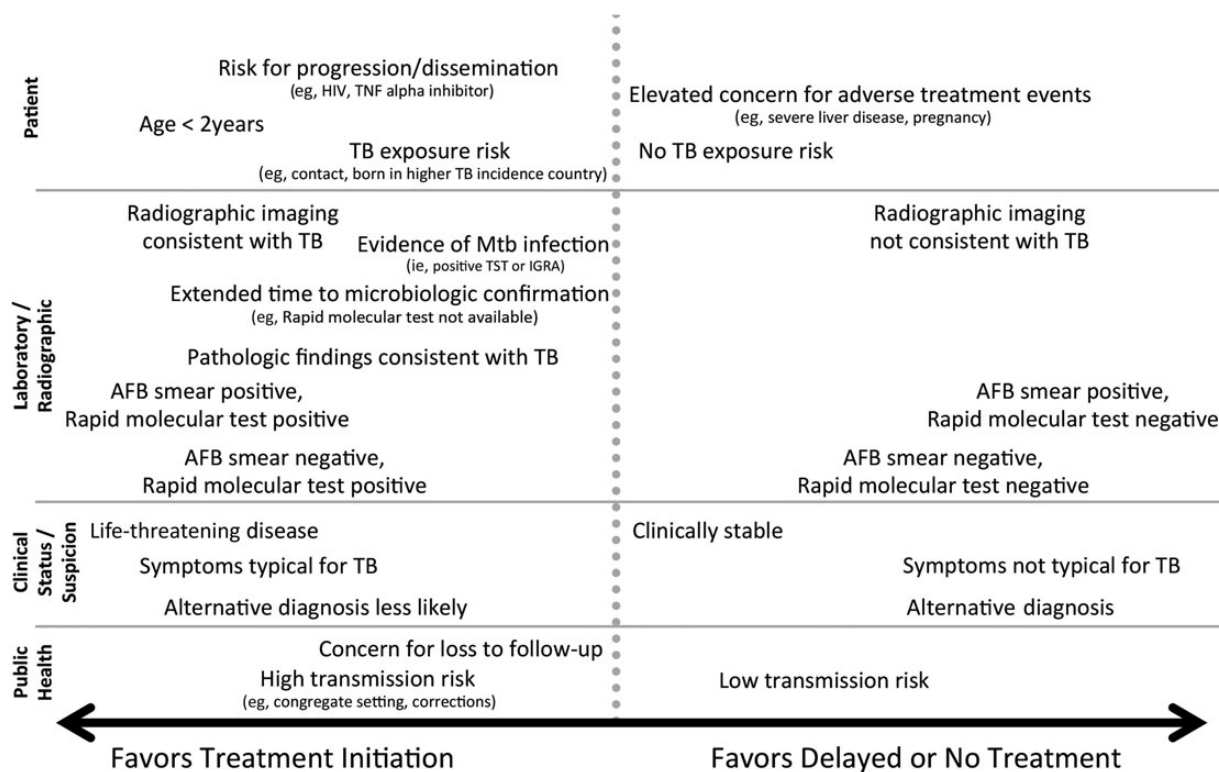 Patient
Risk for progression/dissemination
(eg, HIV, TNF alpha inhibitor)
Elevated concern for adverse treatment events
(eg, severe liver disease, pregnancy)
Age < 2years
TB exposure risk
(eg, contact, born in higher TB incidence country)
No TB exposure risk
Laboratory /
Radiographic
Radiographic imaging
consistent with TB
Radiographic imaging
not consistent with TB
Evidence of Mtb infection
(ie, positive TST or IGRA)
Extended time to microbiologic confirmation
(eg, Rapid molecular test not available)
Pathologic findings consistent with TB
AFB smear positive,
Rapid molecular test positive
AFB smear positive,
Rapid molecular test negative
AFB smear negative,
Rapid molecular test positive
AFB smear negative,
Rapid molecular test negative
Clinical
Status /
Suspicion
Life-threatening disease
Clinically stable
Symptoms typical for TB
Symptoms not typical for TB
Alternative diagnosis less likely
Alternative diagnosis
Public
Health
Concern for loss to follow-up
High transmission risk
(eg, congregate setting, corrections)
Low transmission risk
Favors Treatment Initiation
Favors Delayed or No Treatment